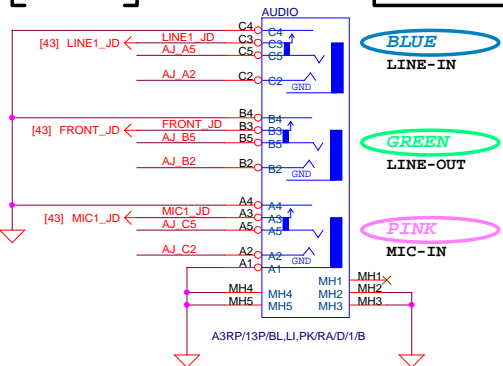 AUDIO
C4 C4
[43] LINE1_JD LINE1_JD C3 C3
AJ_A5 C5 C5
BLUE
LINE-IN
AJ_A2 C2 C2 GND
B4 B4
[43] FRONT_JD FRONT_JD B3 B3
AJ_B5 B5 B5
GREEN
LINE-OUT
AJ_B2 B2 B2 GND
A4 A4
[43] MIC1_JD MIC1_JD A3 A3
AJ_C5 A5 A5
PINK
MIC-IN
AJ_C2 A2 A2 GND
A1 A1
MH1 MH1
MH4 MH4 MH2 MH2
MH5 MH5 MH3 MH3
A3RP/13P/BL,LI,PK/RA/D/1/B